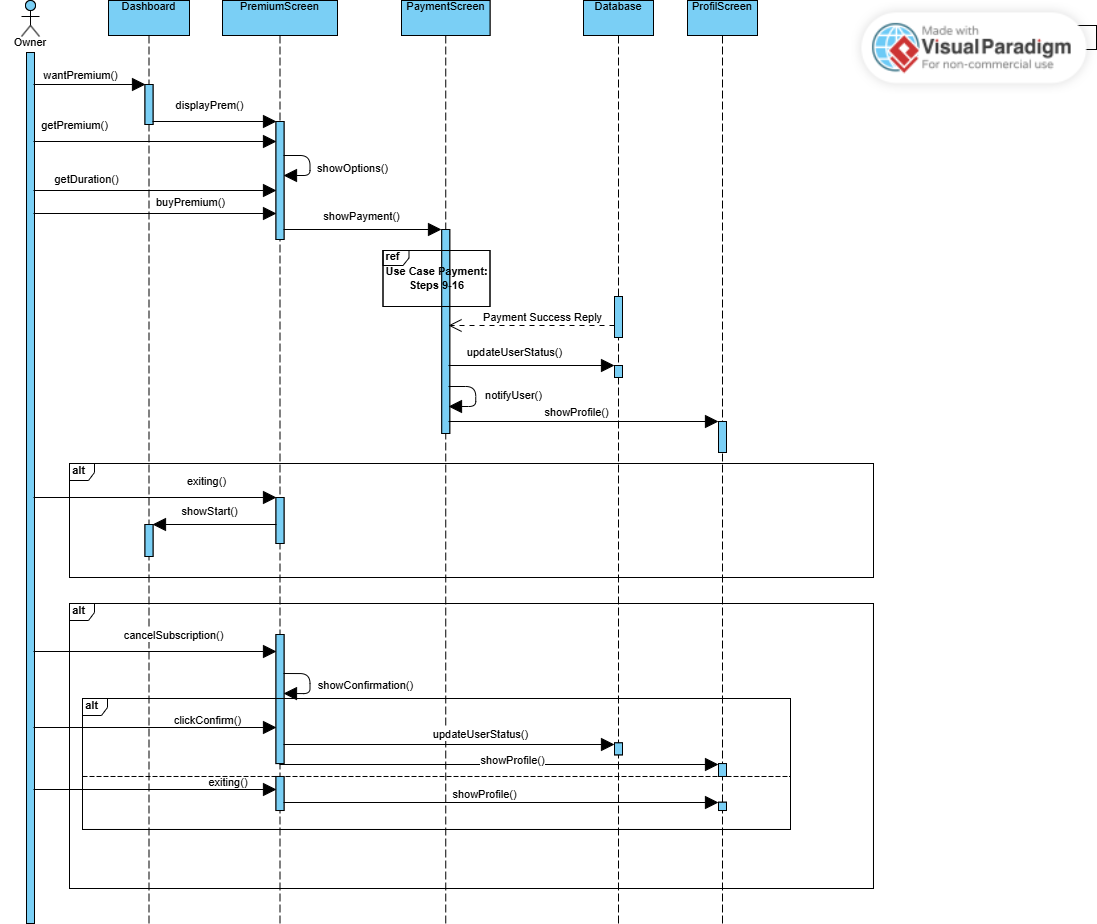 Dashboard
PremiumScreen
PaymentScreen
Database
ProfilScreen
Made with
VisualParadigm
For non-commercial use
Owner
wantPremium()
displayPrem()
getPremium()
showOptions()
getDuration()
buyPremium()
showPayment()
ref
Use Case Payment:
Steps 9-16
Payment Success Reply
updateUserStatus()
notifyUser()
showProfile()
alt
exiting()
showStart()
alt
cancelSubscription()
showConfirmation()
alt
clickConfirm()
updateUserStatus()
showProfile()
exiting()
showProfile()